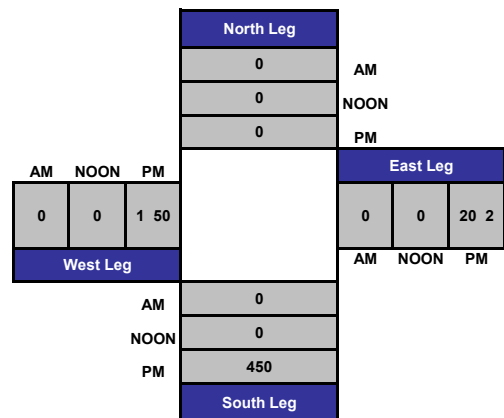 North Leg
0
AM
0
NOON
0
PM
AM NOON PM
East Leg
0 0 1 50
0 0 20 2
West Leg
AM NOON PM
AM
0
NOON
0
PM
450
South Leg